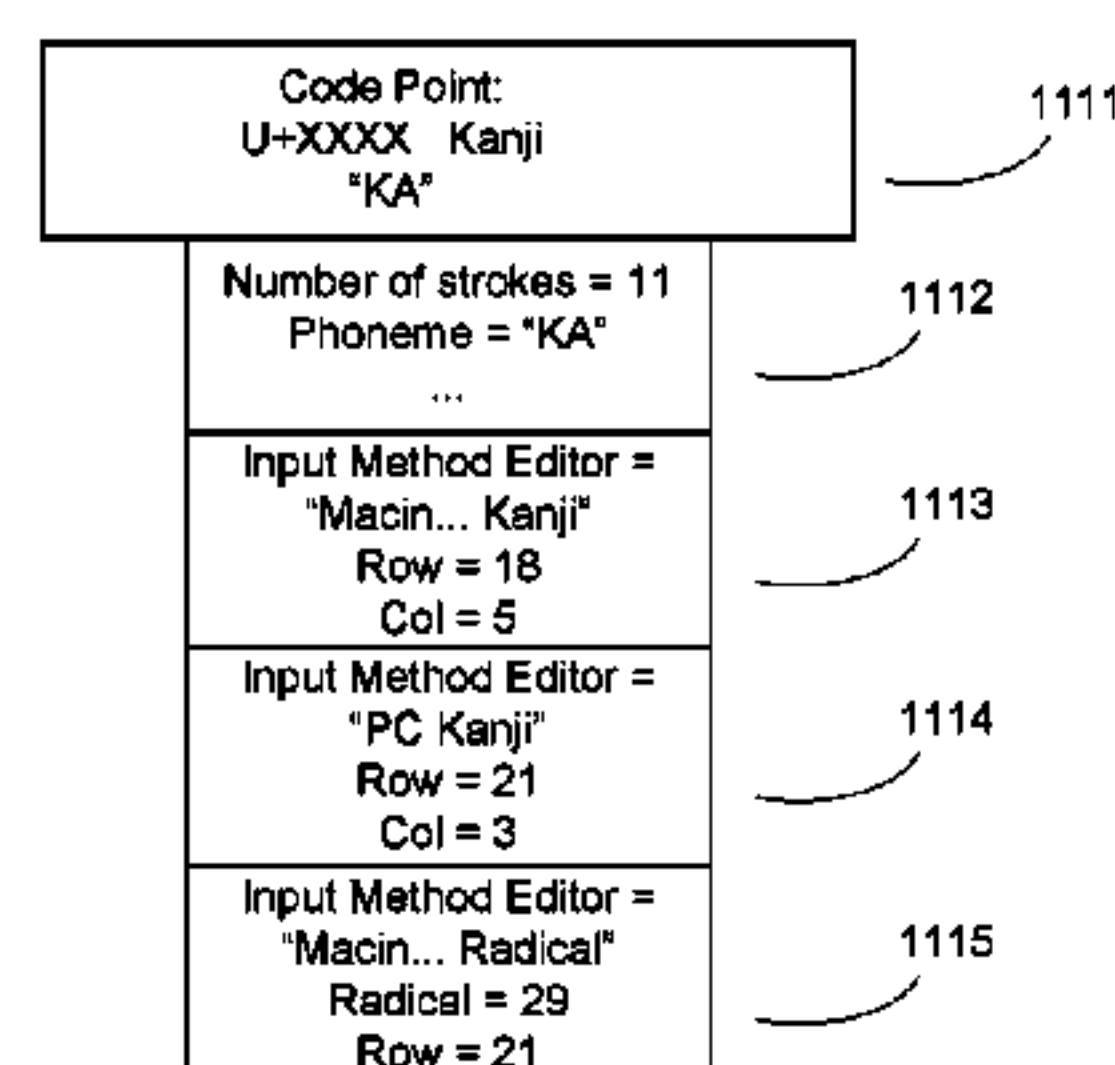 Code Point:
U+XXXX Kanji
"KA"
1111
Number of strokes = 11
Phoneme = "KA"
...
1112
Input Method Editor =
"Macin... Kanji"
Row = 18
Col = 5
1113
Input Method Editor =
"PC Kanji"
Row = 21
Col = 3
1114
Input Method Editor =
"Macin... Radical"
Radical = 29
Row = 21
1115